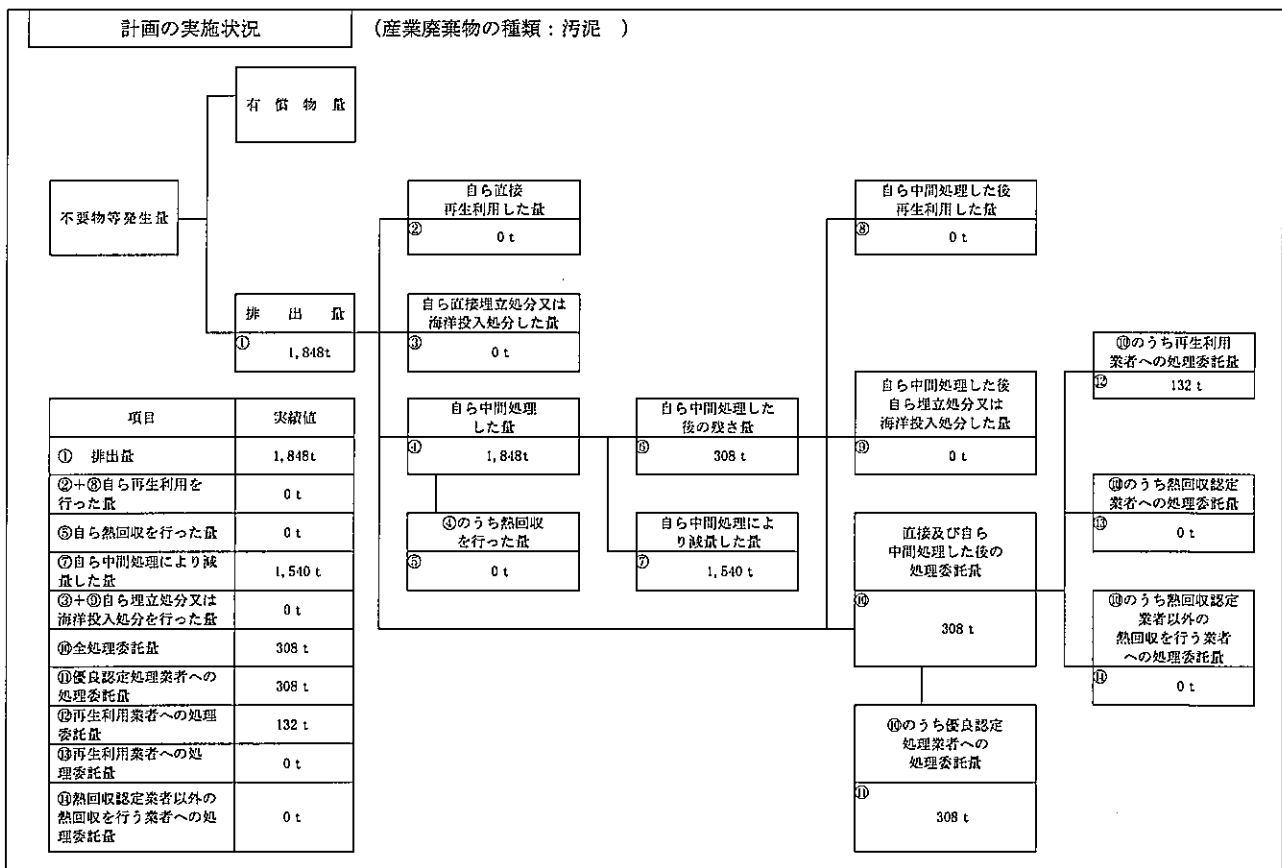 計画の実施状況
(産業廃棄物の種類：汚泥　)
有償物量
不要物等発生量
排出量
①
1,848t
自ら直接
再生利用した量
②
0 t
自ら直接埋立処分又は
海洋投入処分した量
③
0 t
自ら中間処理
した量
④
1,848t
④のうち熱回収
を行った量
⑤
0 t
自ら中間処理した
後の残さ量
⑥
308 t
自ら中間処理によ
り減量した量
⑦
1,540 t
自ら中間処理した後
再生利用した量
⑧
0 t
自ら中間処理した後
自ら埋立処分又は
海洋投入処分した量
⑨
0 t
直接及び自ら
中間処理した後の
処理委託量
⑩
308 t
⑩のうち優良認定
処理業者への
処理委託量
⑪
308 t
⑩のうち再生利用
業者への処理委託量
⑫
132 t
⑩のうち熱回収認定
業者への処理委託量
⑬
0 t
⑩のうち熱回収認定
業者以外の
熱回収を行う業者
への処理委託量
⑭
0 t
項目　実績値
①　排出量　1,848t
②+⑧自ら再生利用を
行った量
0 t
⑤自ら熱回収を行った量　0 t
⑦自ら中間処理により減
量した量
1,540 t
③+⑨自ら埋立処分又は
海洋投入処分を行った量
0 t
⑩全処理委託量　308 t
⑪優良認定処理業者への
処理委託量
308 t
⑫再生利用業者への処理
委託量
132 t
⑬再生利用業者への処
理委託量
0 t
⑭熱回収認定業者以外の
熱回収を行う業者への処
理委託量
0 t